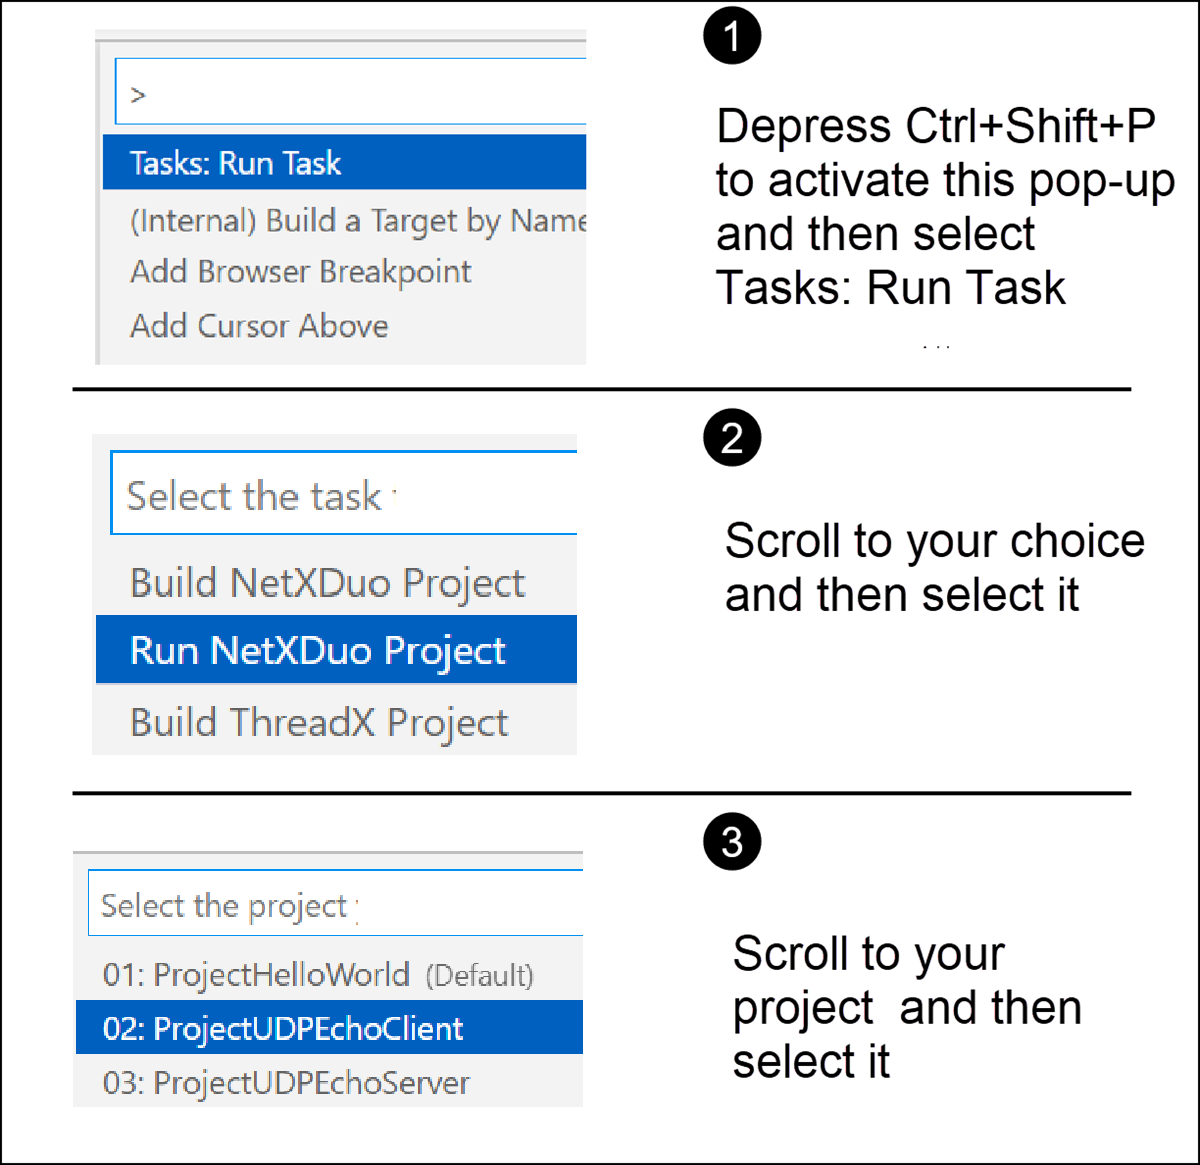 1
>
Tasks: Run Task
(Internal) Build a Target by Name
Add Browser Breakpoint
Add Cursor Above
Depress Ctrl+Shift+P
to activate this pop-up
and then select
Tasks: Run Task
...
2
Select the task
Build NetXDuo Project
Run NetXDuo Project
Build ThreadX Project
Scroll to your choice
and then select it
3
Select the project
01: ProjectHelloWorld (Default)
02: ProjectUDPEchoClient
03: ProjectUDPEchoServer
Scroll to your
project and then
select it